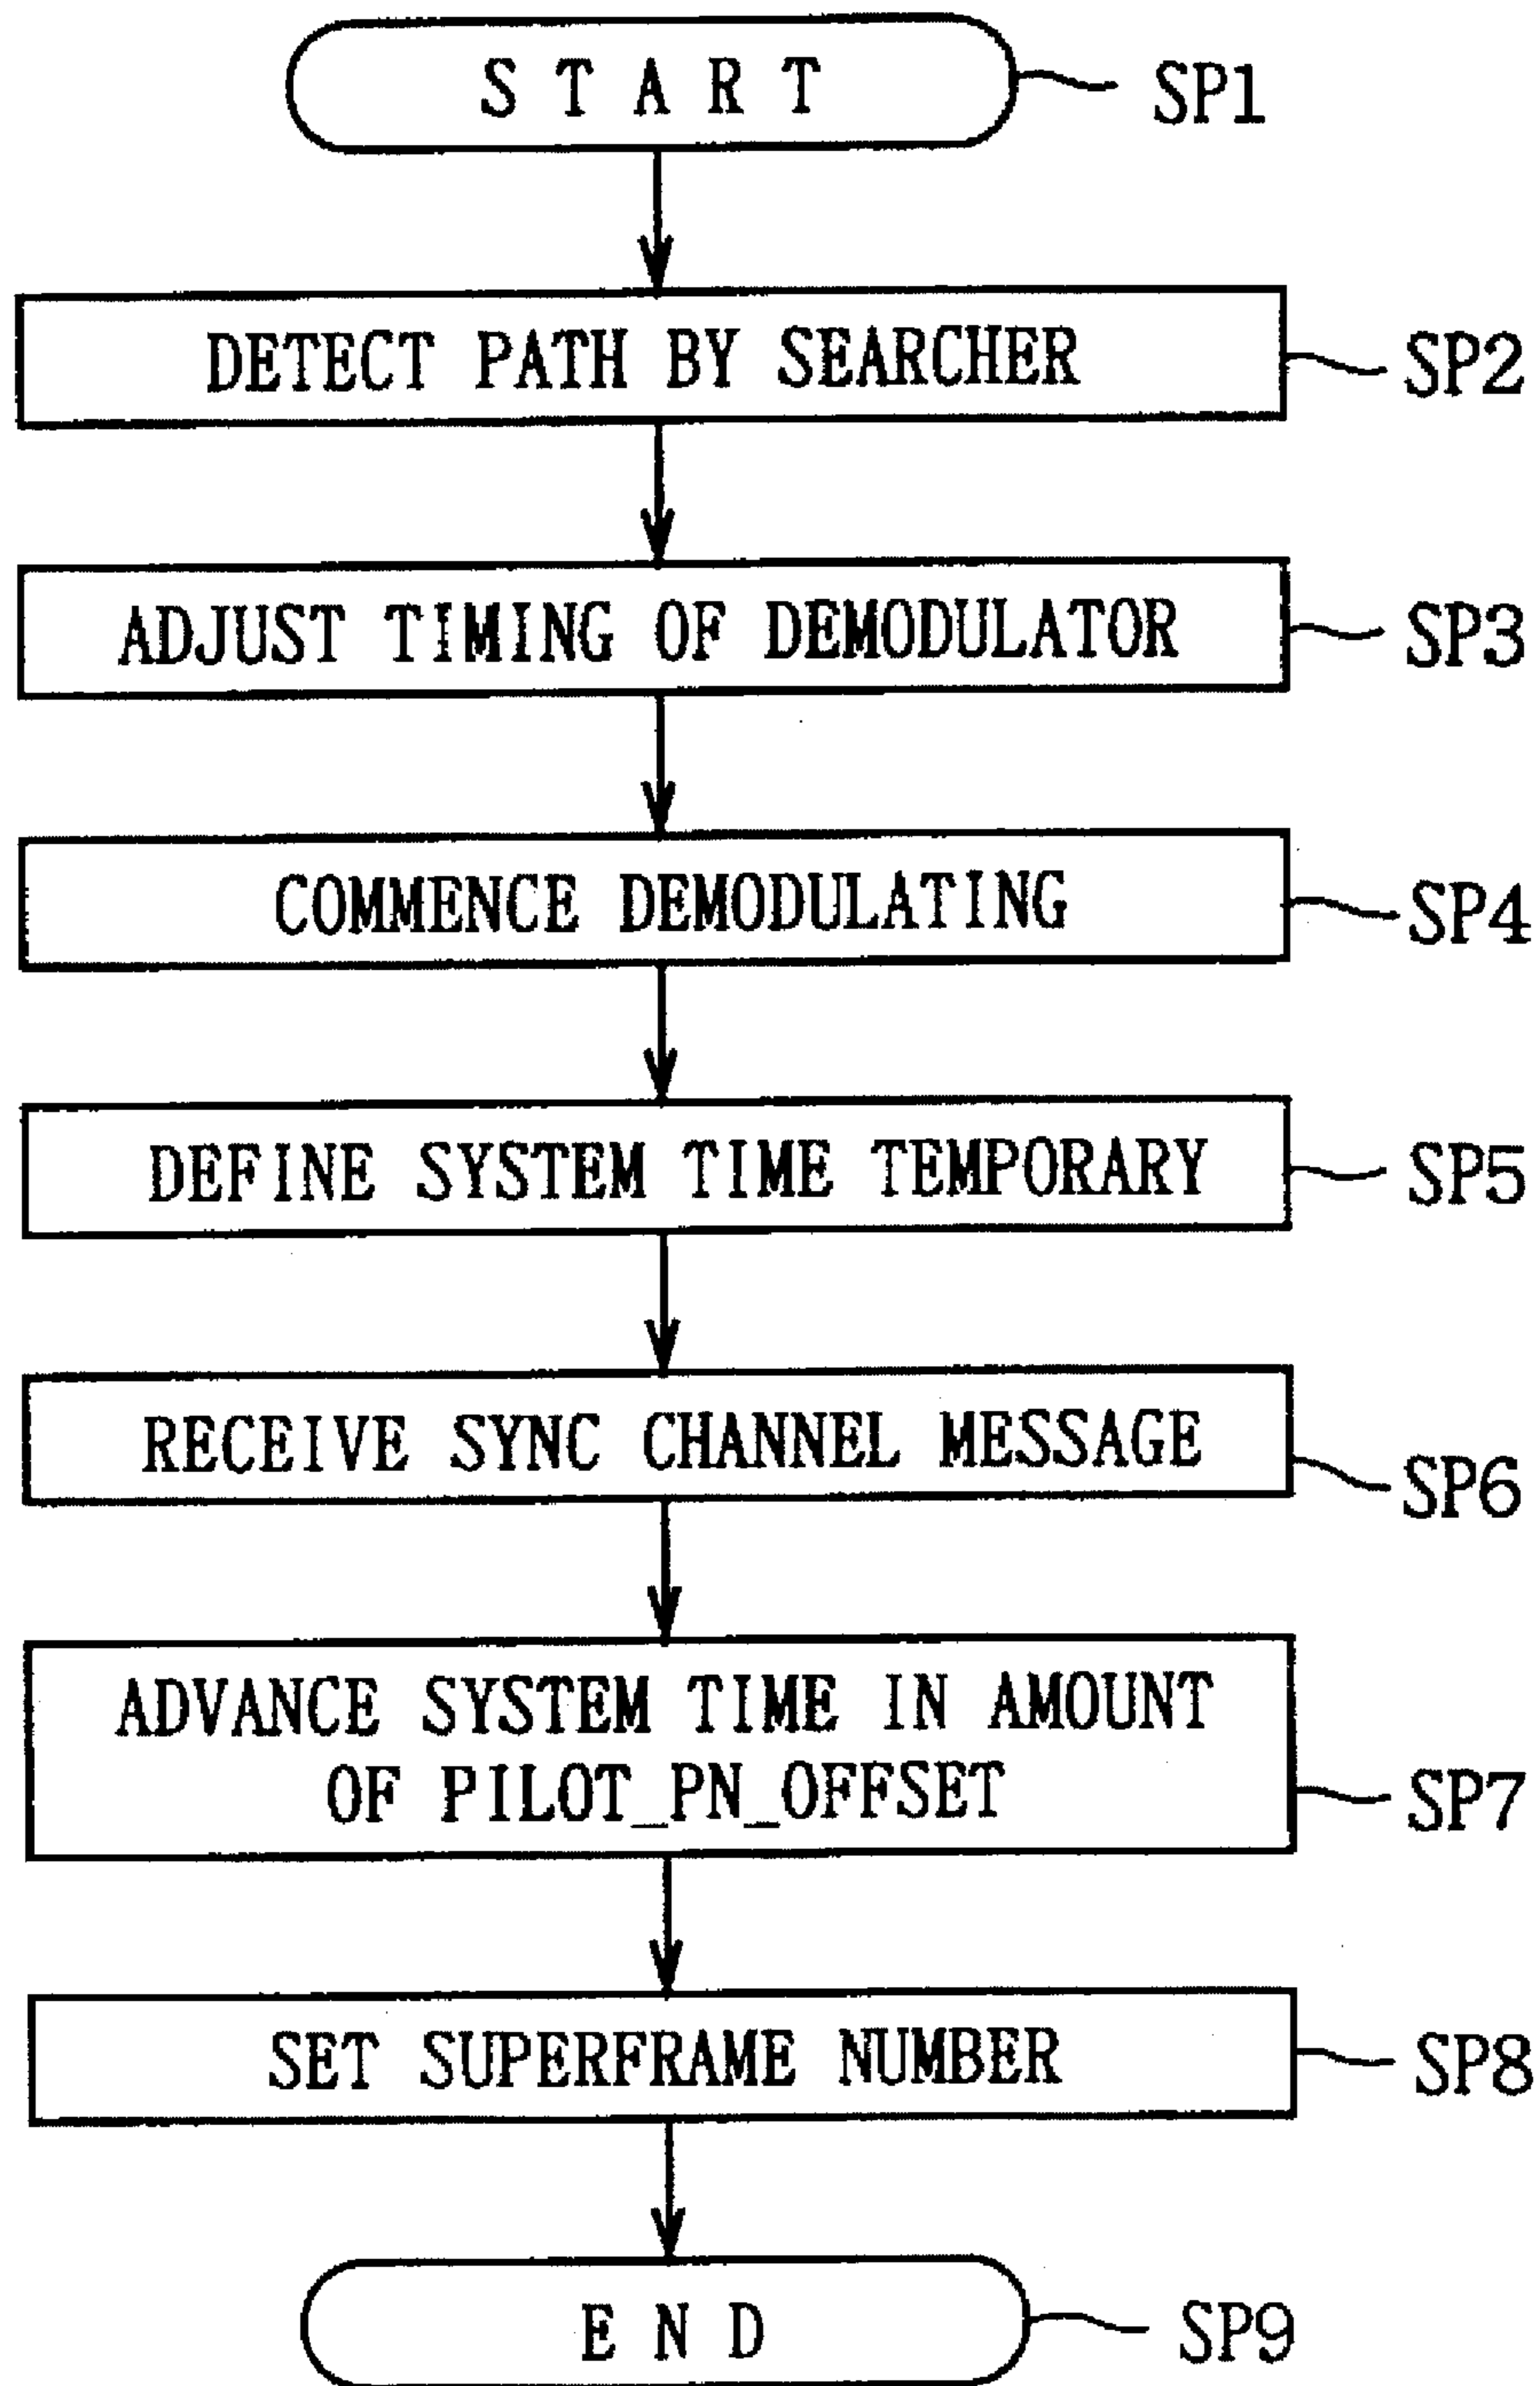 START
SP1
DETECT PATH BY SEARCHER
SP2
ADJUST TIMING OF DEMODULATOR
SP3
COMMENCE DEMODULATING
SP4
DEFINE SYSTEM TIME TEMPORARY
SP5
RECEIVE SYNC CHANNEL MESSAGE
SP6
ADVANCE SYSTEM TIME IN AMOUNT
OF PILOT_PN_OFFSET
SP7
SET SUPERFRAME NUMBER
SP8
END
SP9